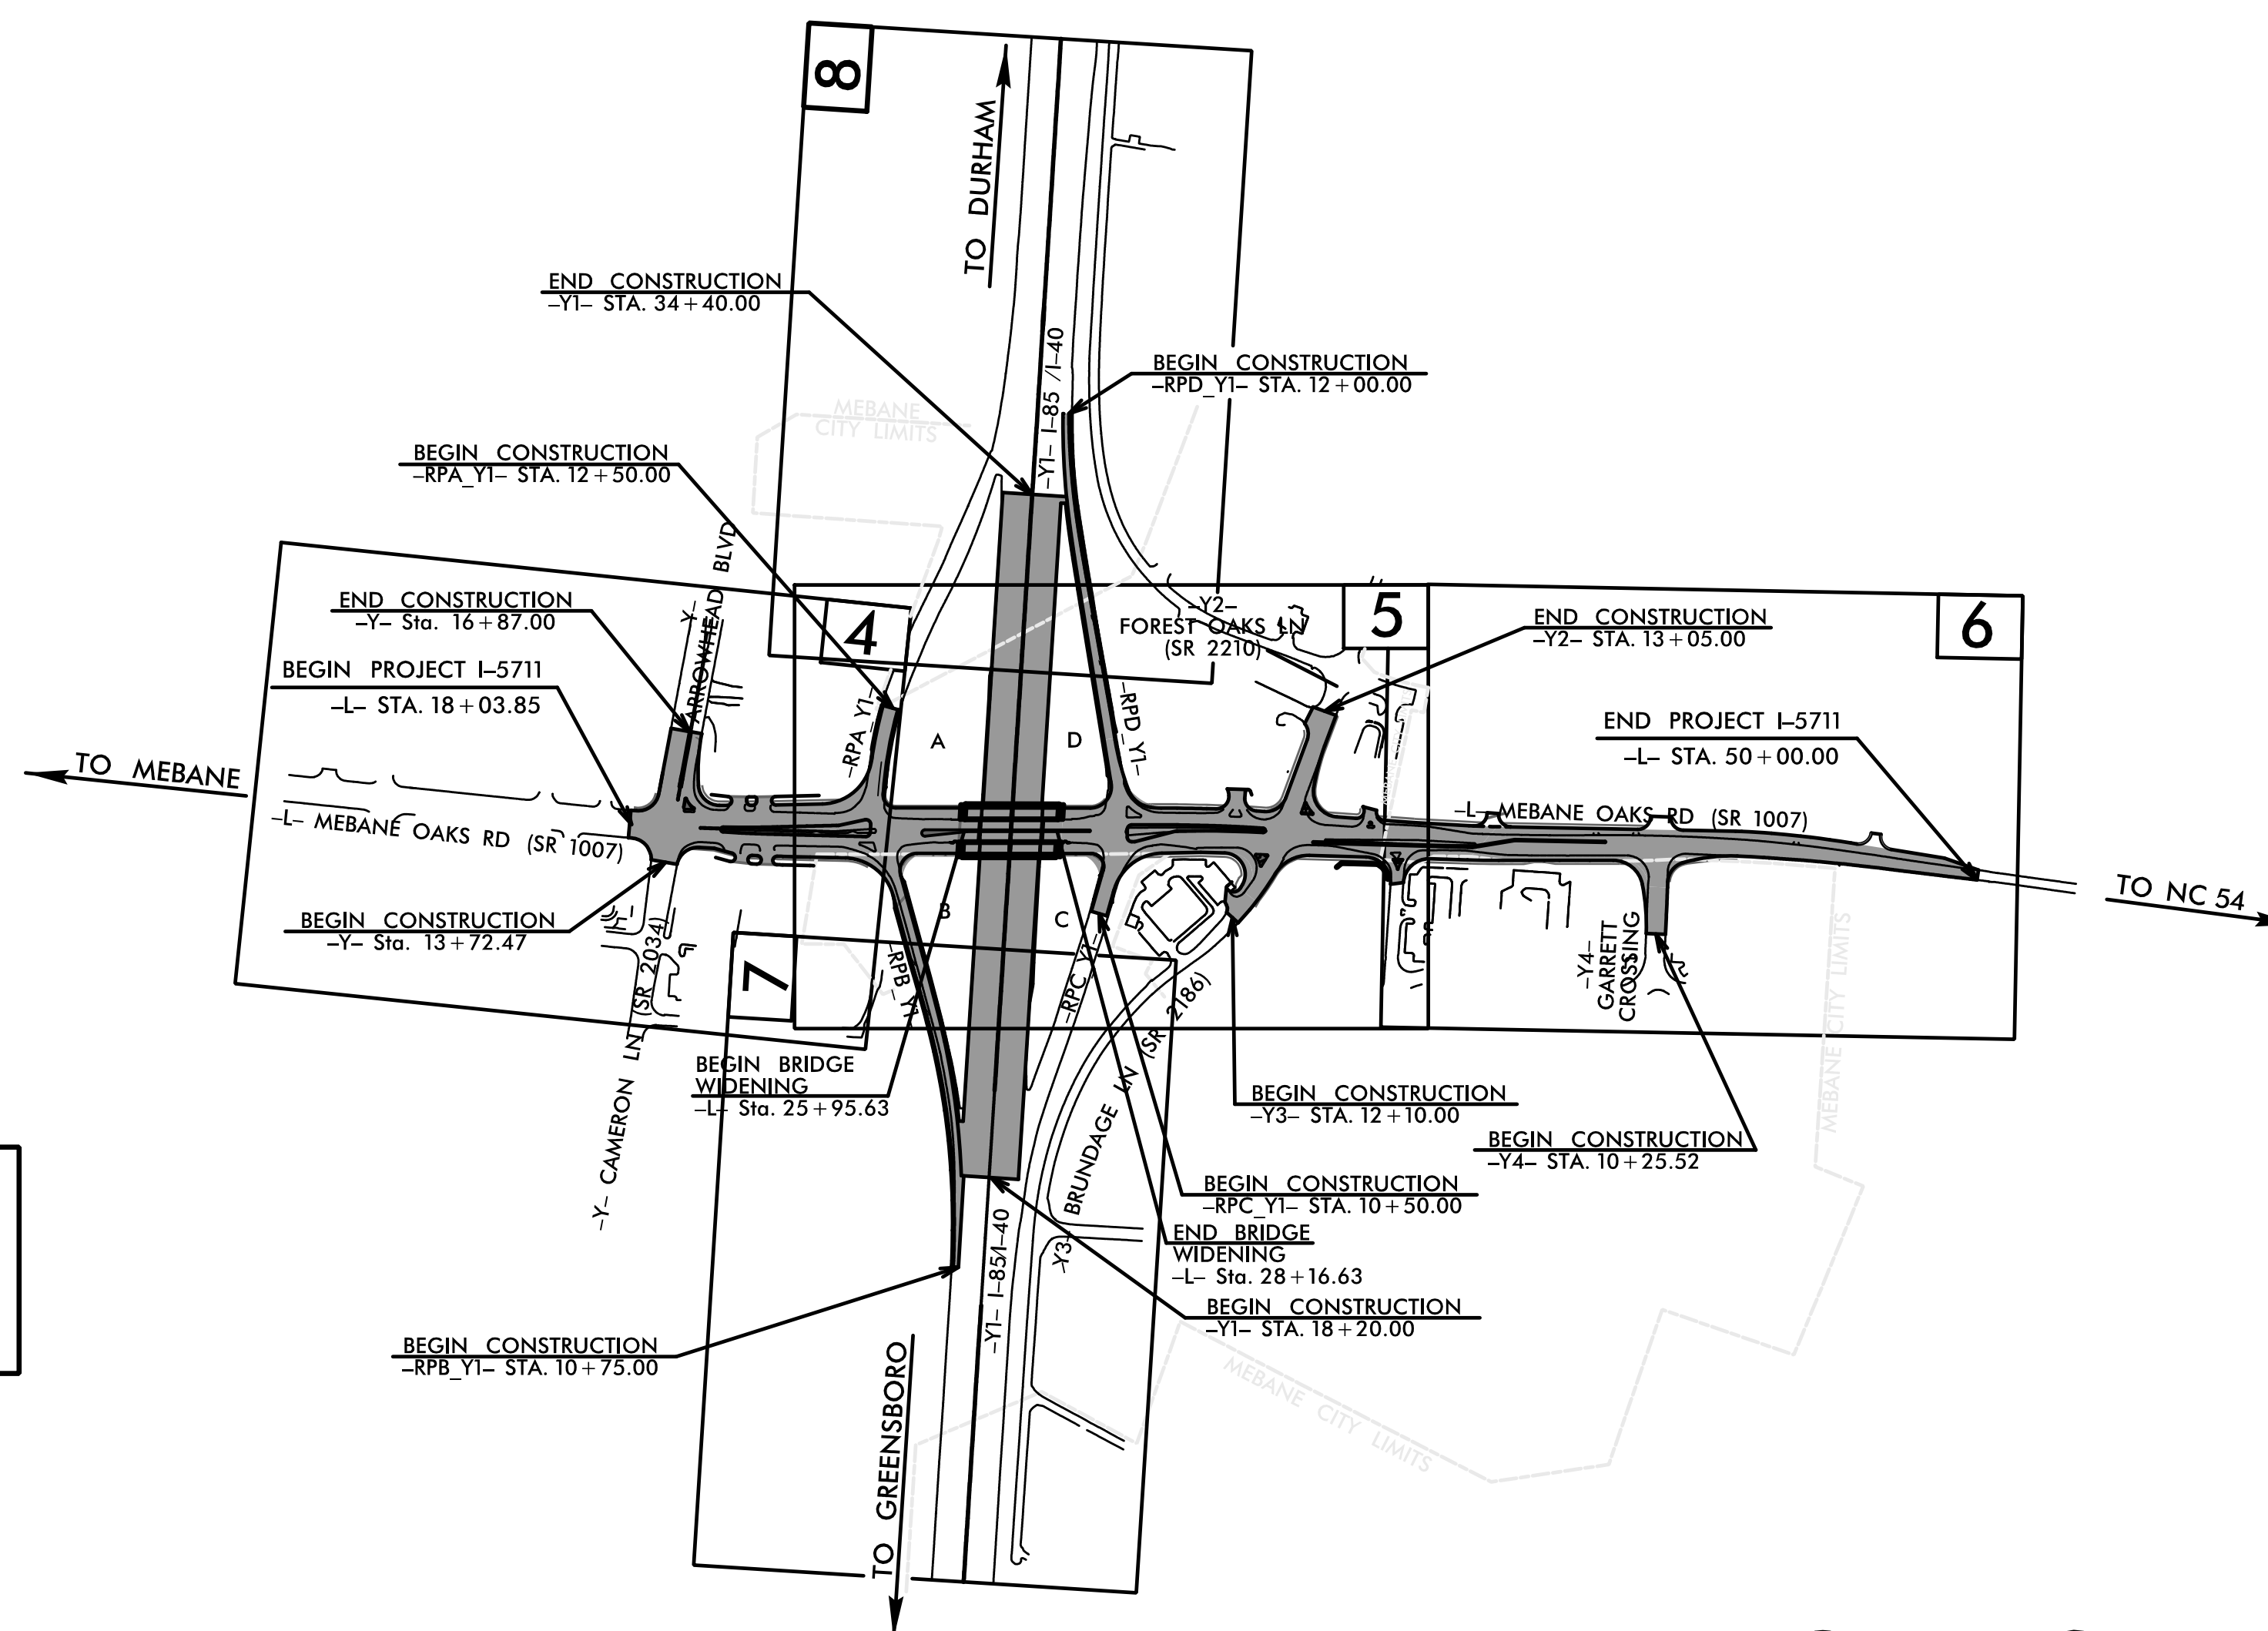 8
TO DURHAM
END CONSTRUCTION
-Y1- STA. 34+40.00
-Y1- I-85 /I-40
BEGIN CONSTRUCTION
-RPD_Y1- STA. 12+00.00
MEBANE
CITY LIMITS
BEGIN CONSTRUCTION
-RPA_Y1- STA. 12+50.00
-Y-
ARROWHEAD BLVD
END CONSTRUCTION
-Y- Sta. 16+87.00
4
-Y2-
FOREST OAKS LN
(SR 2210)
5
END CONSTRUCTION
-Y2- STA. 13+05.00
6
BEGIN PROJECT I-5711
-L- STA. 18+03.85
-RPA_Y1-
A
D
-RPD_Y1-
END PROJECT I-5711
-L- STA. 50+00.00
TO MEBANE
-L- MEBANE OAKS RD (SR 1007)
-L- MEBANE OAKS RD (SR 1007)
TO NC 54
BEGIN CONSTRUCTION
-Y- Sta. 13+72.47
B
C
-Y- CAMERON LN (SR 2034)
7
-RPB_Y1-
-RPC_Y1-
-Y4-
GARRETT
CROSSING
MEBANE CITY LIMITS
BEGIN BRIDGE
WIDENING
-L- Sta. 25+95.63
-Y3- BRUNDAGE LN (SR 2186)
BEGIN CONSTRUCTION
-Y3- STA. 12+10.00
BEGIN CONSTRUCTION
-Y4- STA. 10+25.52
BEGIN CONSTRUCTION
-RPC_Y1- STA. 10+50.00
END BRIDGE
WIDENING
-L- Sta. 28+16.63
-Y1- I-85/I-40
BEGIN CONSTRUCTION
-Y1- STA. 18+20.00
BEGIN CONSTRUCTION
-RPB_Y1- STA. 10+75.00
MEBANE CITY LIMITS
TO GREENSBORO